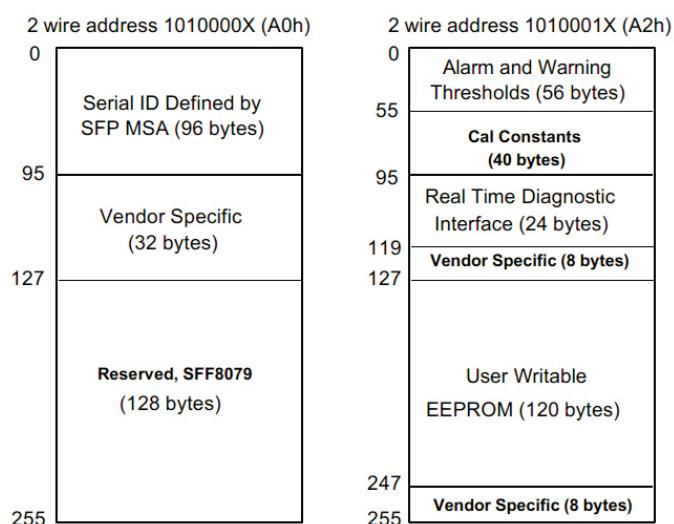 2 wire address 1010000X (A0h)
0
Serial ID Defined by
SFP MSA (96 bytes)
95
Vendor Specific
(32 bytes)
127
Reserved, SFF8079
(128 bytes)
255
2 wire address 1010001X (A2h)
0
Alarm and Warning
Thresholds (56 bytes)
55
Cal Constants
(40 bytes)
95
Real Time Diagnostic
Interface (24 bytes)
119
Vendor Specific (8 bytes)
127
User Writable
EEPROM (120 bytes)
247
Vendor Specific (8 bytes)
255